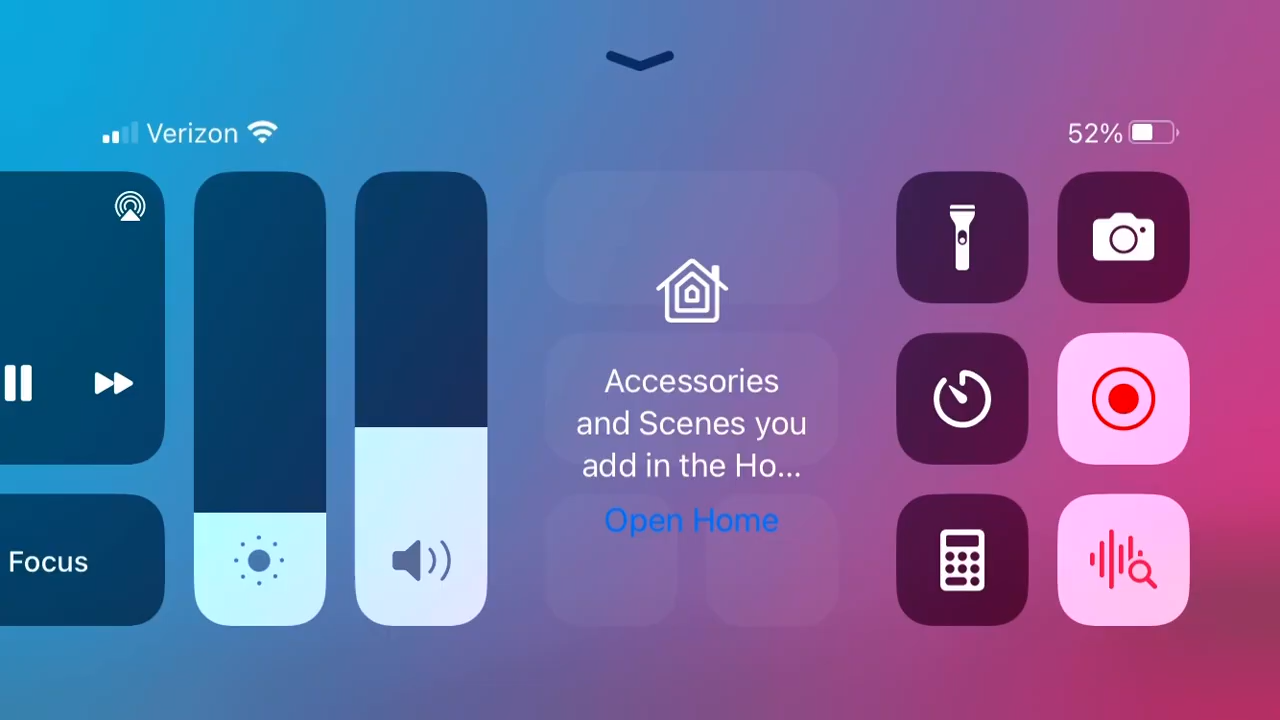 Verizon
52%
Accessories
and Scenes you
add in the Ho...
Open Home
Focus